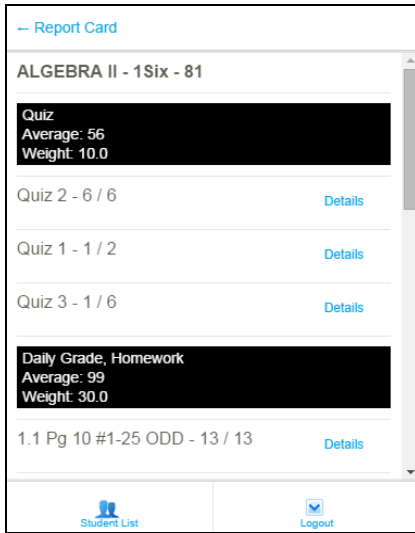 ← Report Card
ALGEBRA II - 1Six - 81
Quiz
Average: 56
Weight: 10.0
Quiz 2 - 6 / 6 Details
Quiz 1 - 1 / 2 Details
Quiz 3 - 1 / 6 Details
Daily Grade, Homework
Average: 99
Weight: 30.0
1.1 Pg 10 #1-25 ODD - 13 / 13 Details
Student List Logout